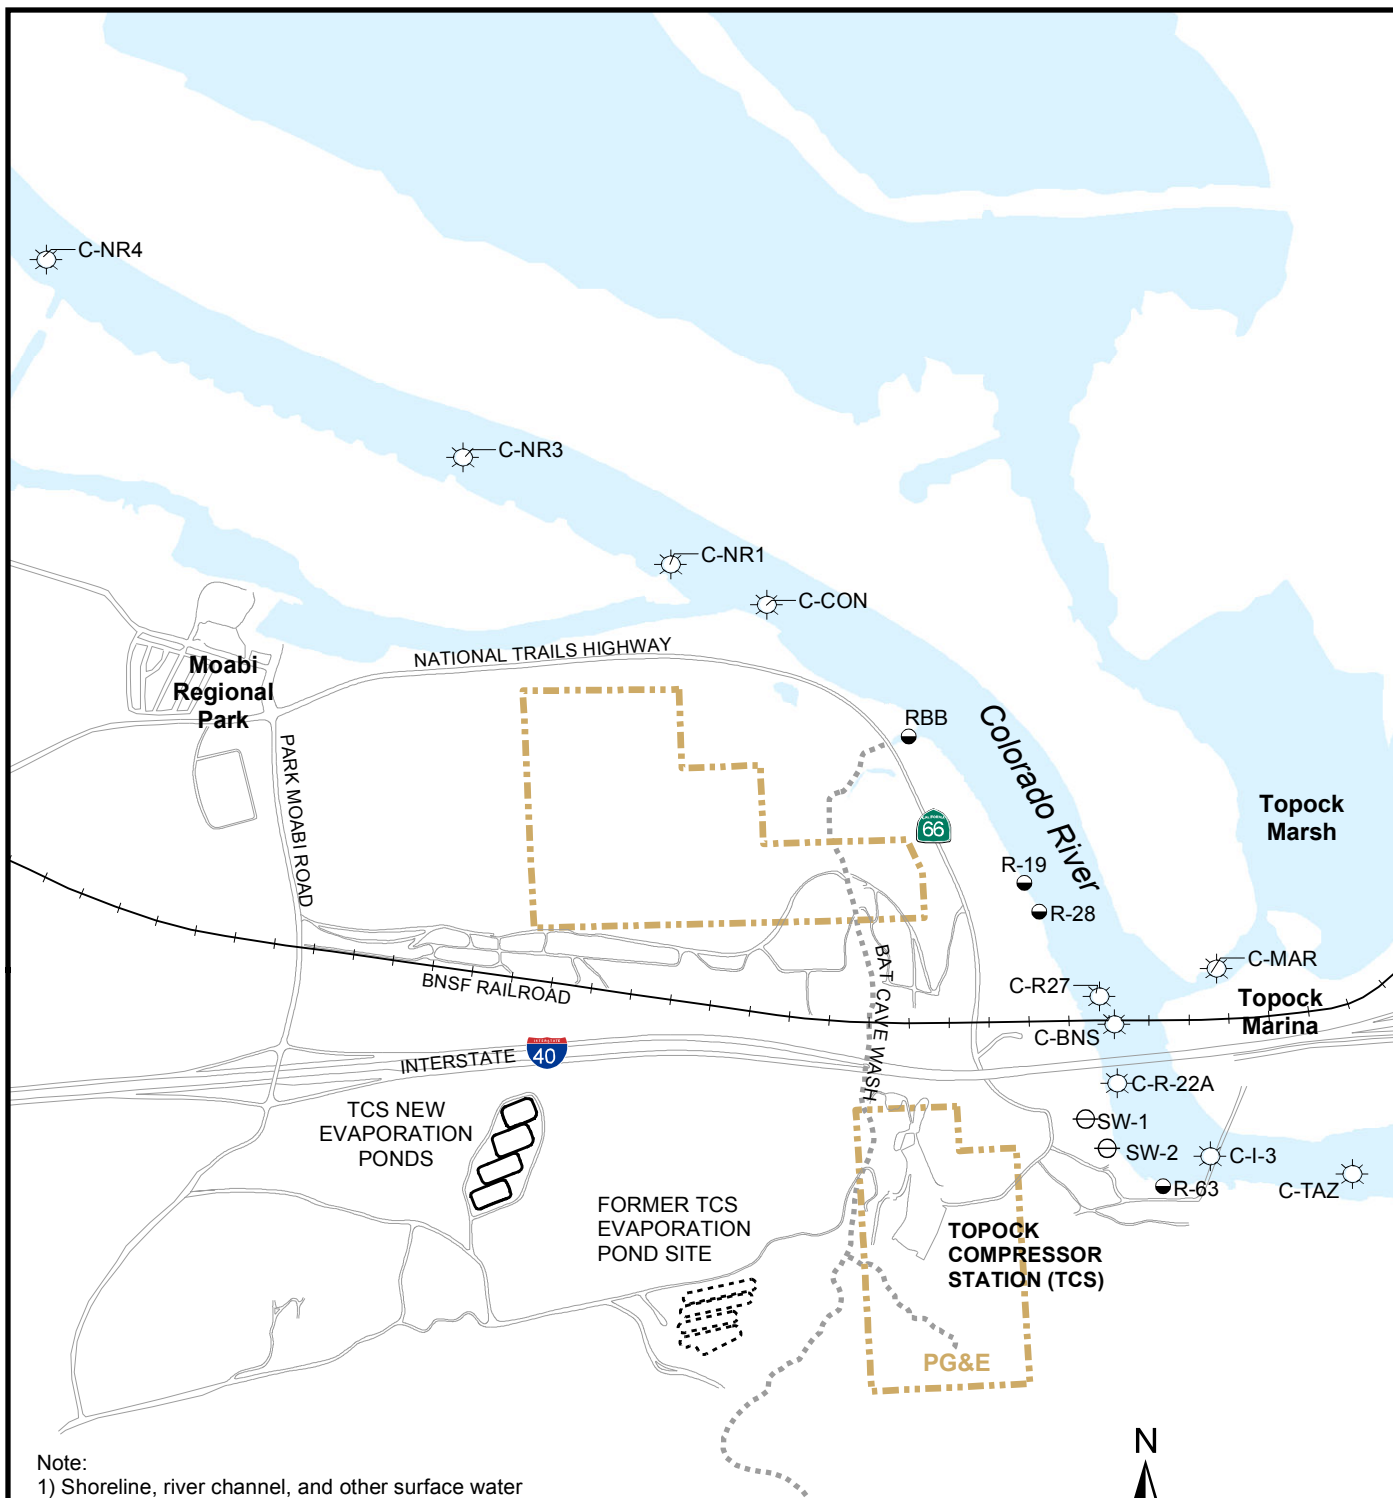 C-NR4
C-NR3
C-NR1
C-CON
NATIONAL TRAILS HIGHWAY
Moabi
Regional
Park
PARK MOABI ROAD
RBB
Colorado River
CALIFORNIA
66
Topock
Marsh
R-19
R-28
C-MAR
C-R27
Topock
Marina
C-BNS
BAT CAVE WASH
BNSF RAILROAD
INTERSTATE
INTERSTATE
40
C-R-22A
SW-1
SW-2
C-I-3
R-63
C-TAZ
TCS NEW
EVAPORATION
PONDS
FORMER TCS
EVAPORATION
POND SITE
TOPOCK
COMPRESSOR
STATION (TCS)
PG&E
N
Note:
1) Shoreline, river channel, and other surface water